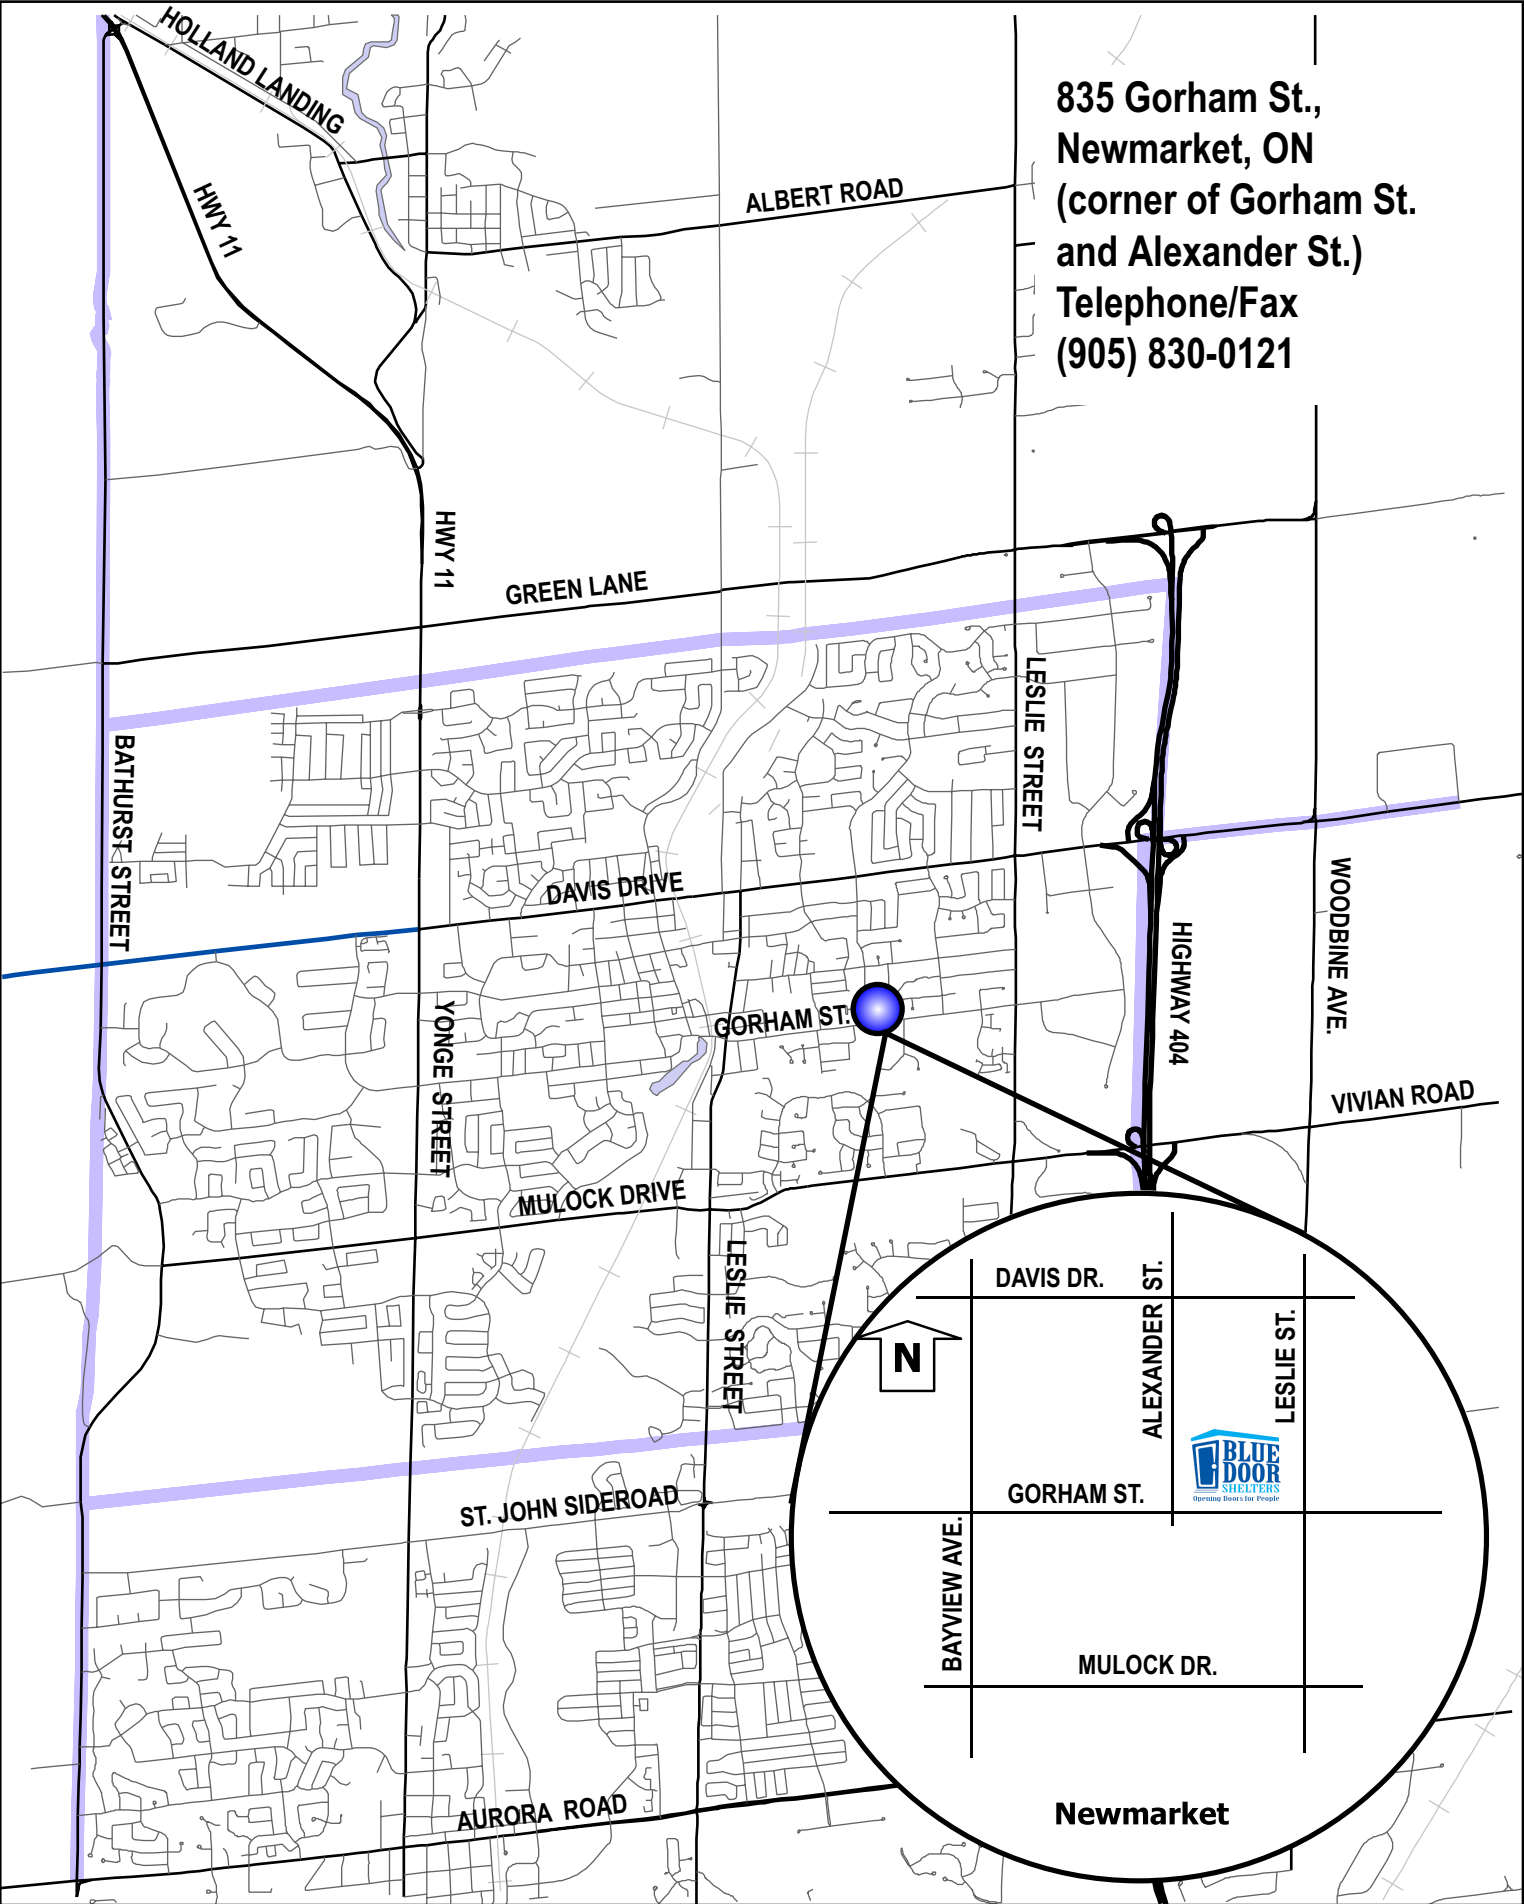 HOLLAND LANDING
835 Gorham St.,
Newmarket, ON
(corner of Gorham St.
and Alexander St.)
Telephone/Fax
(905) 830-0121
ALBERT ROAD
HWY 11
HWY 11
GREEN LANE
LESLIE STREET
BATHURST STREET
DAVIS DRIVE
WOODBINE AVE.
HIGHWAY 404
YONGE STREET
GORHAM ST.
VIVIAN ROAD
MULOCK DRIVE
LESLIE STREET
ST. JOHN SIDEROAD
AURORA ROAD
DAVIS DR.
ALEXANDER ST.
LESLIE ST.
N
BLUE
DOOR
SHELTERS
Opening Doors for People
GORHAM ST.
BAYVIEW AVE.
MULOCK DR.
Newmarket